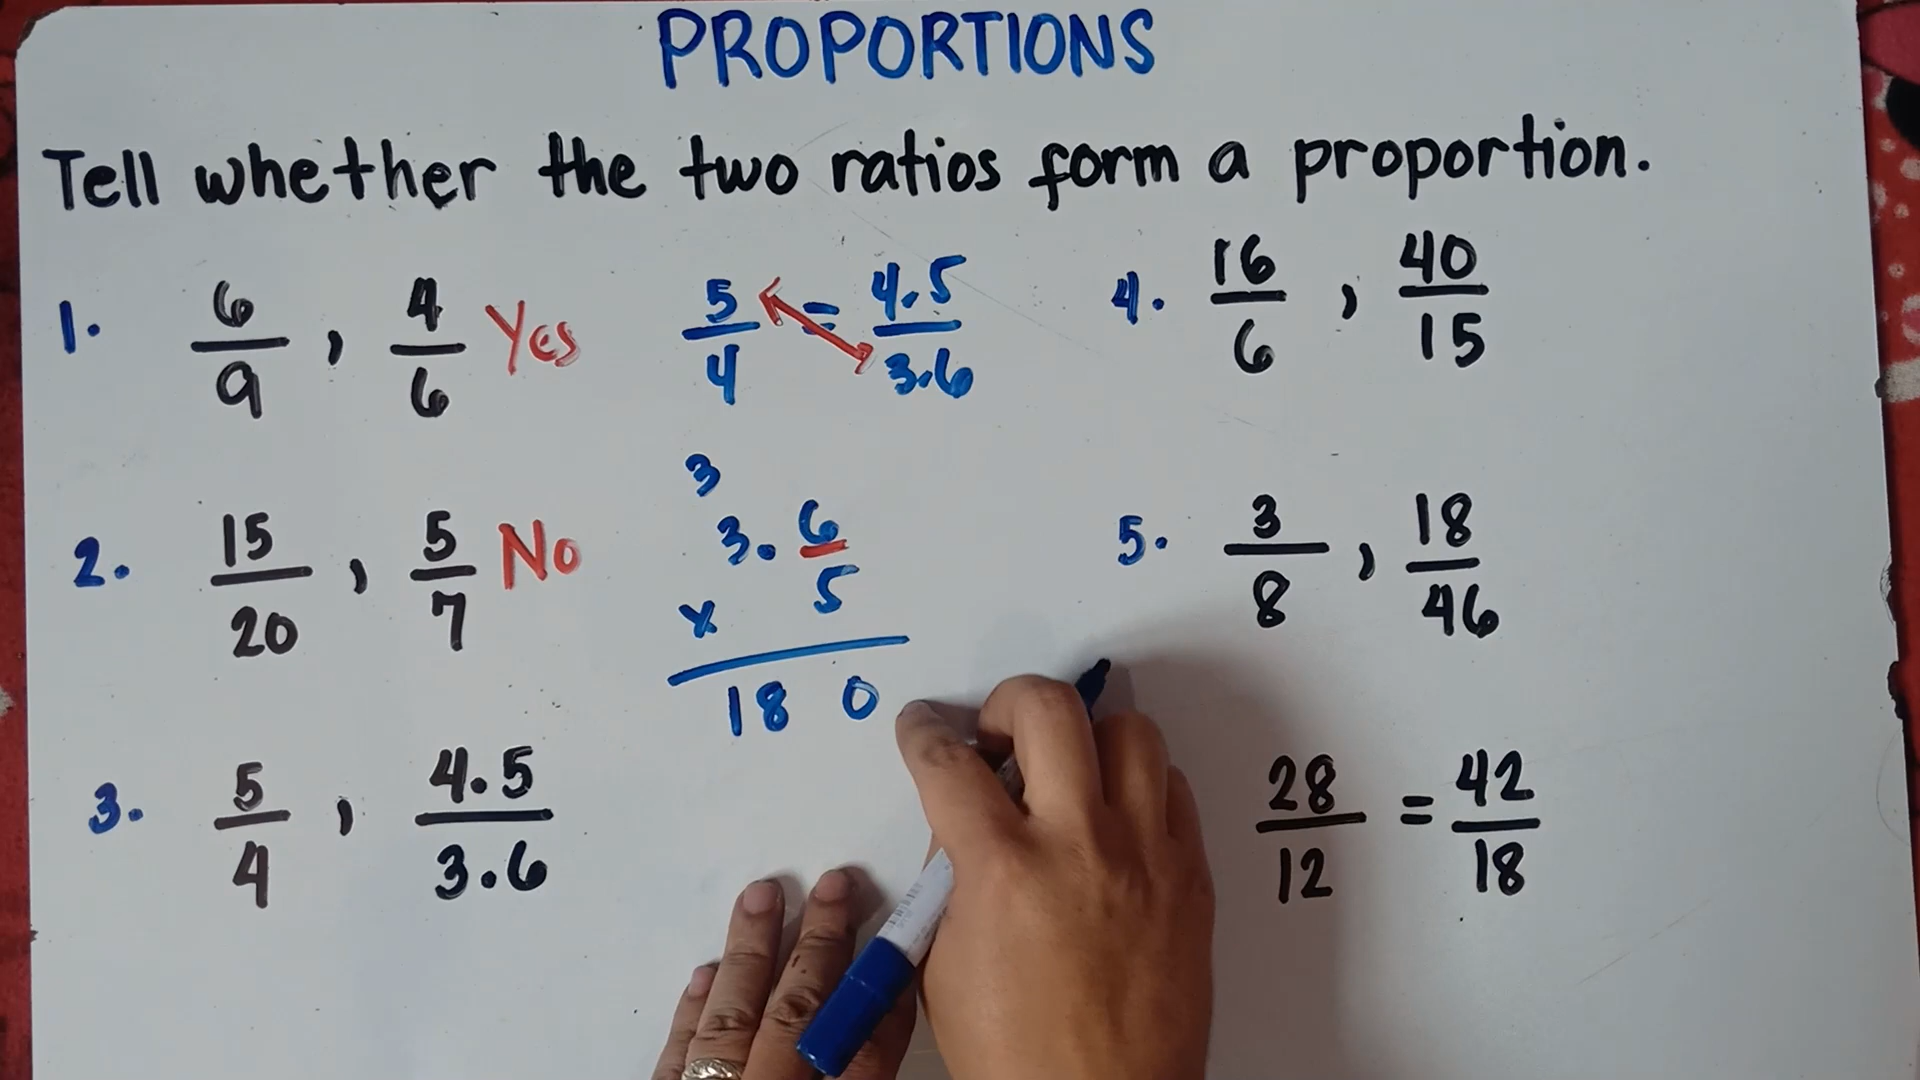 PROPORTIONS
Tell whether the two ratios form a proportion.
1. 6/9 , 4/6 Yes
2. 15/20 , 5/7 No
3. 5/4 , 4.5/3.6
5/4 = 4.5/3.6
3
3.6
x 5
18 0
4. 16/6 , 40/15
5. 3/8 , 18/46
28/12 = 42/18